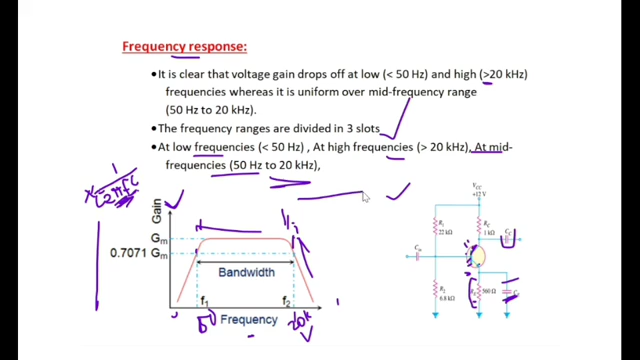 Frequency response:
• It is clear that voltage gain drops off at low (< 50 Hz) and high (>20 kHz)
frequencies whereas it is uniform over mid-frequency range
(50 Hz to 20 kHz).
• The frequency ranges are divided in 3 slots
• At low frequencies (< 50 Hz) , At high frequencies (> 20 kHz), At mid-
frequencies (50 Hz to 20 kHz),
1
2πfC
Gain
Gm
0.7071 Gm
Bandwidth
f1
f2
50
20k
Frequency
VCC
+12 V
R1
22 kΩ
RC
1 kΩ
R2
6.8 kΩ
560 Ω